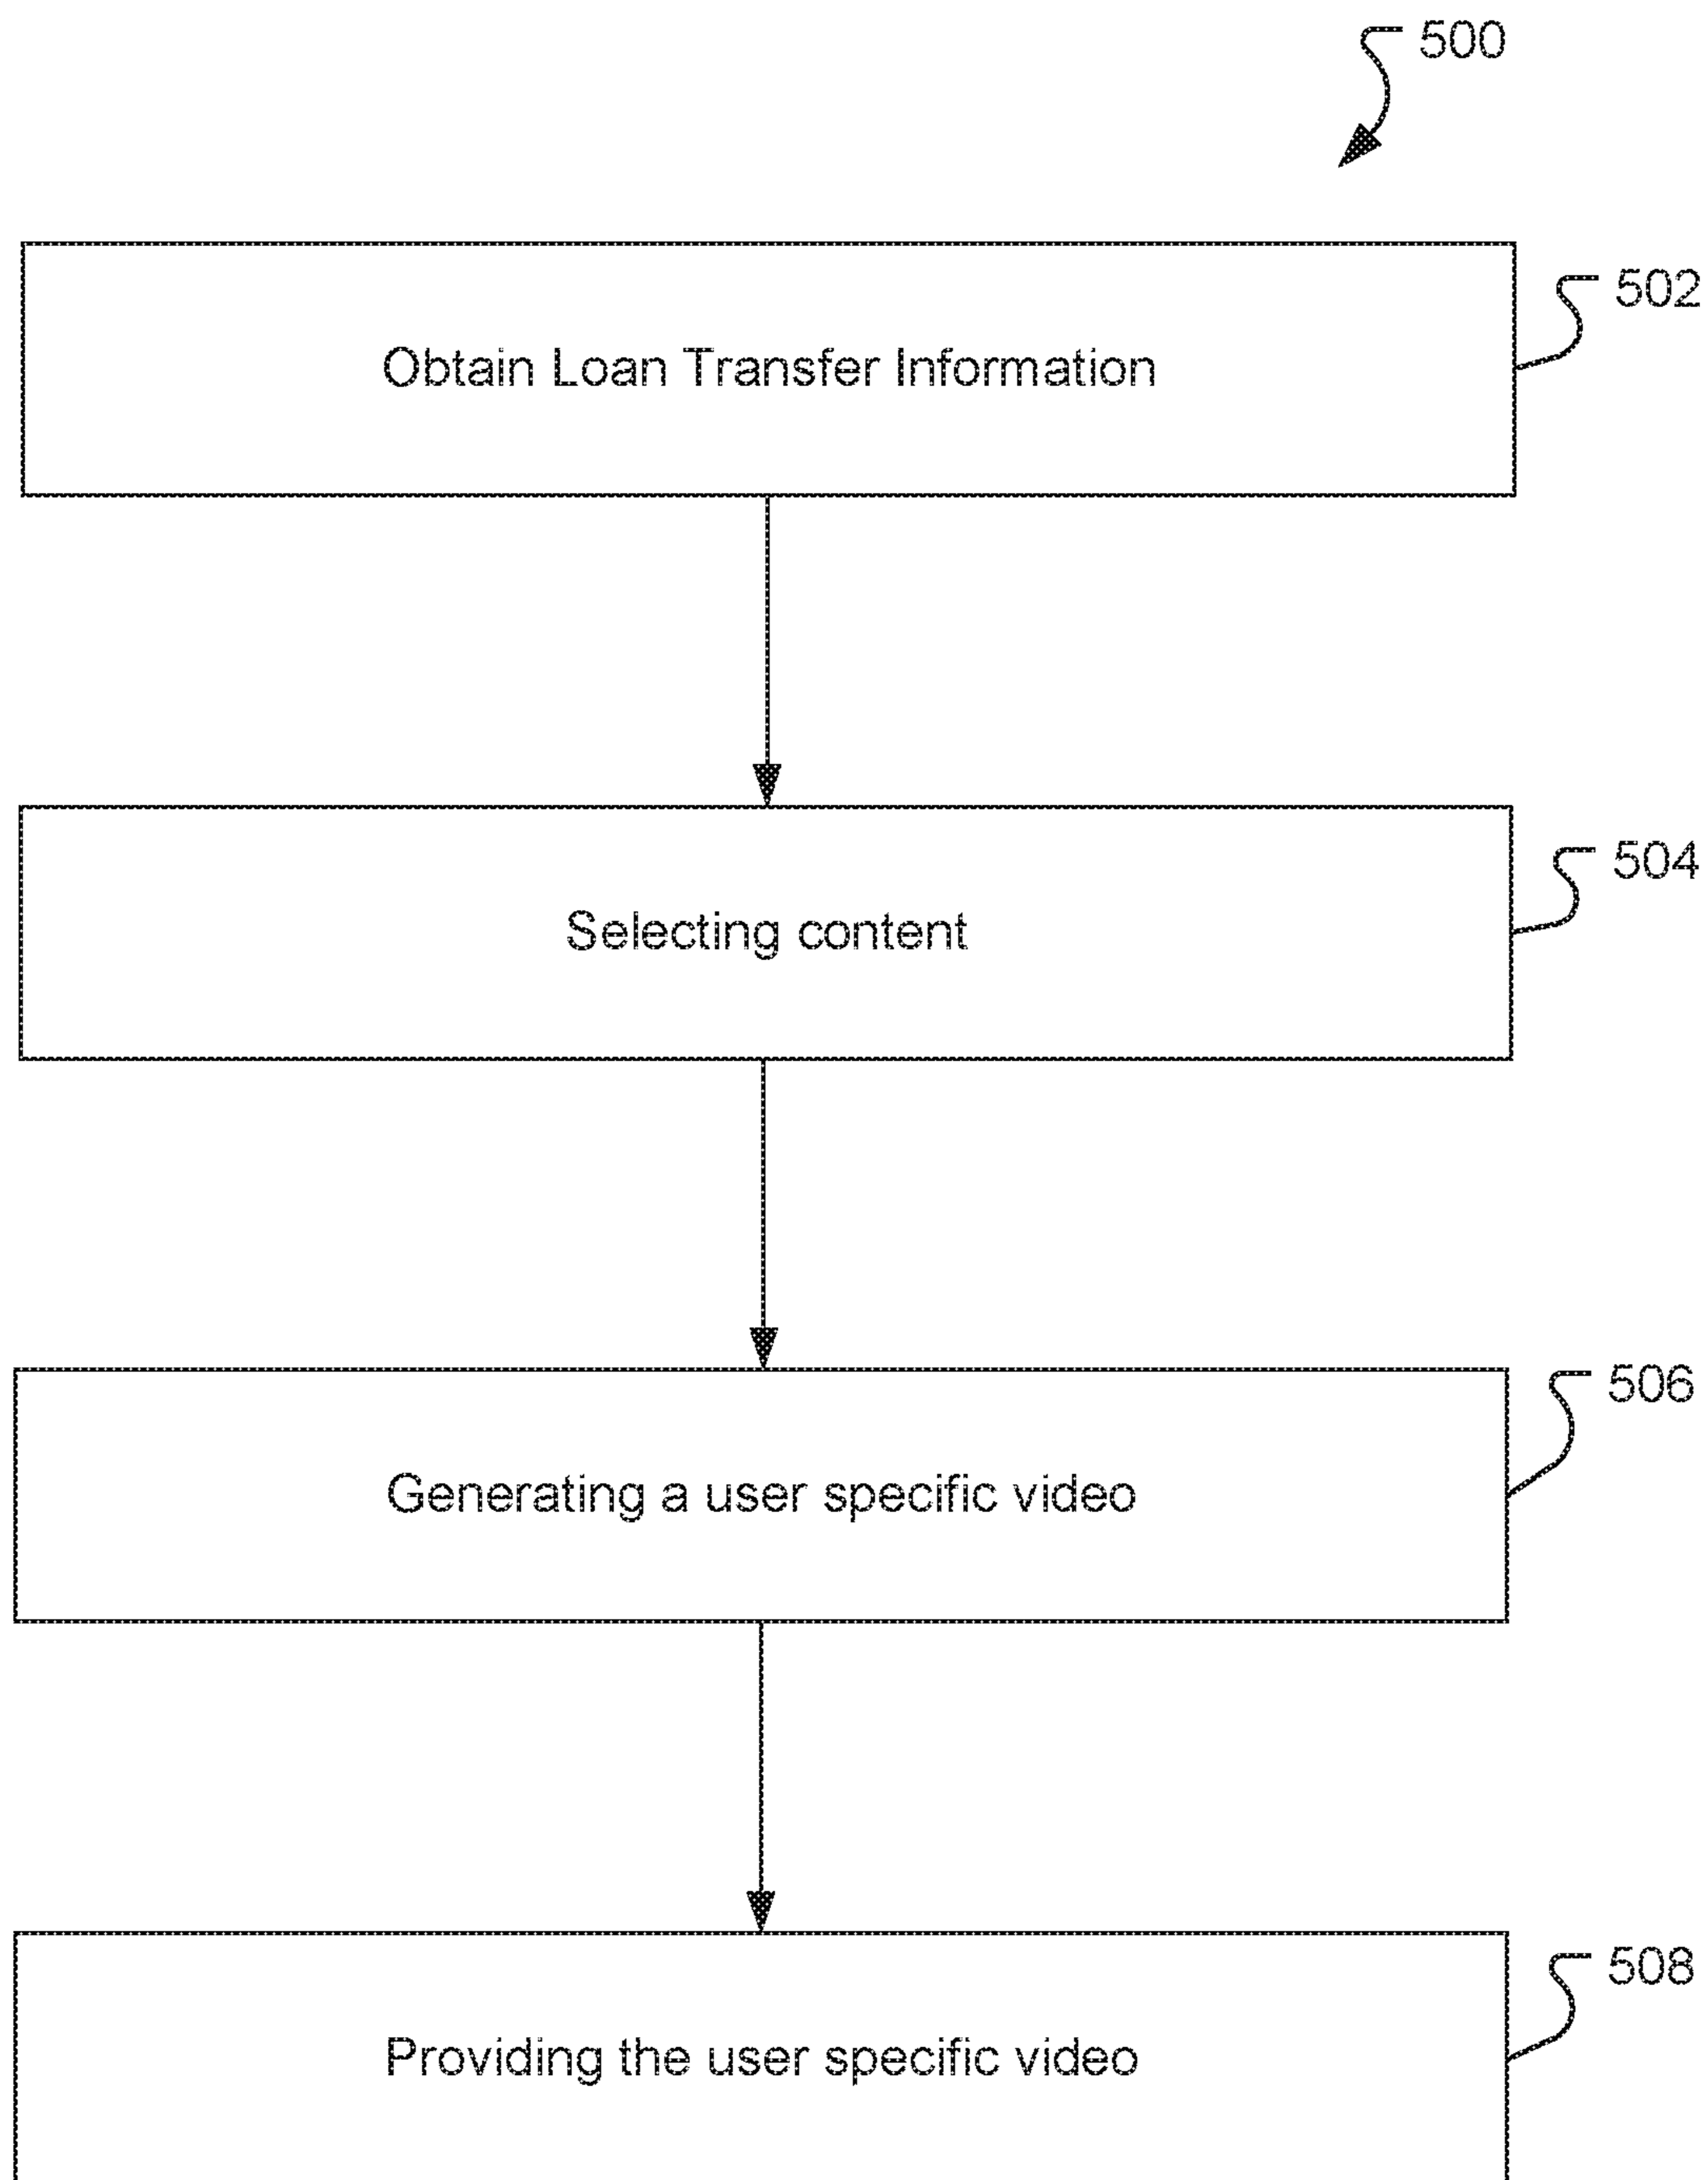 500
502
Obtain Loan Transfer Information
504
Selecting content
506
Generating a user specific video
508
Providing the user specific video